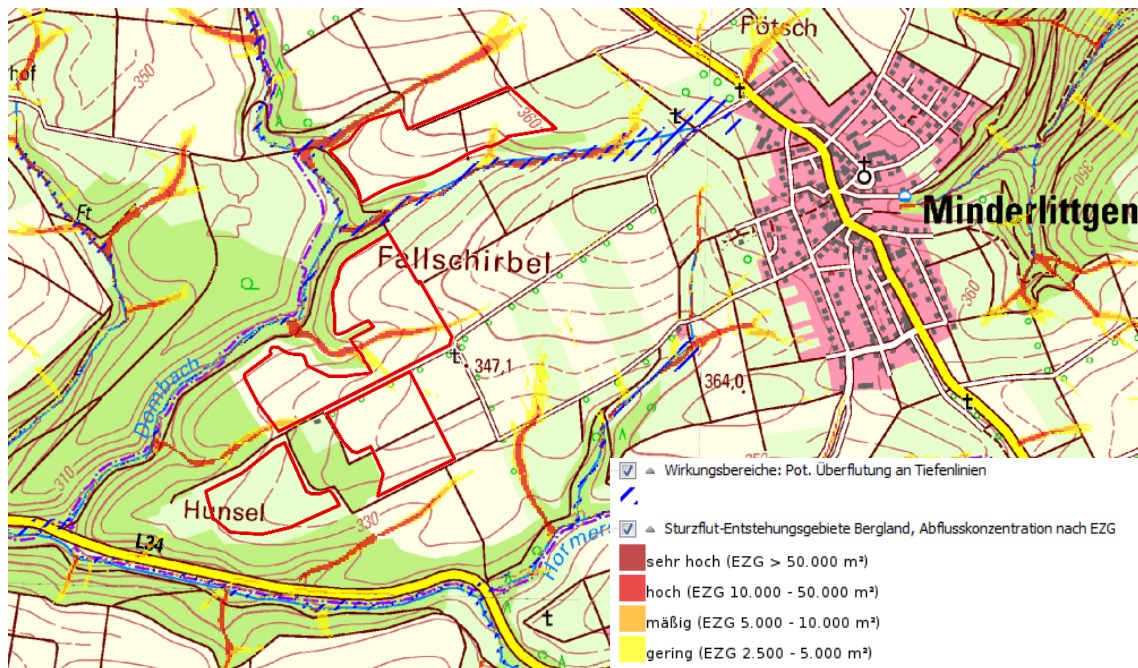 Pötsch
hof
350
360
Ft
Minderlittgen
360
Fallschirbel
360
Dombach
347,1
364,0
310
Hunsel
330
L34
Wirkungsbereiche: Pot. Überflutung an Tiefenlinien
Sturzflut-Entstehungsgebiete Bergland, Abflusskonzentration nach EZG
sehr hoch (EZG > 50.000 m²)
hoch (EZG 10.000 - 50.000 m²)
mäßig (EZG 5.000 - 10.000 m²)
gering (EZG 2.500 - 5.000 m²)